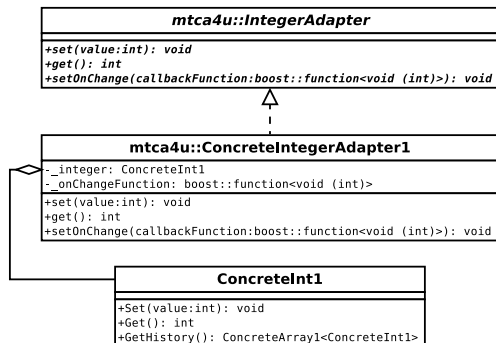 mtca4u::IntegerAdapter
+set(value:int): void
+get(): int
+setOnChange(callbackFunction:boost::function<void (int)>): void
mtca4u::ConcreteIntegerAdapter1
-_integer: ConcreteInt1
-_onChangeFunction: boost::function<void (int)>
+set(value:int): void
+get(): int
+setOnChange(callbackFunction:boost::function<void (int)>): void
ConcreteInt1
+Set(value:int): void
+Get(): int
+GetHistory(): ConcreteArray1<ConcreteInt1>